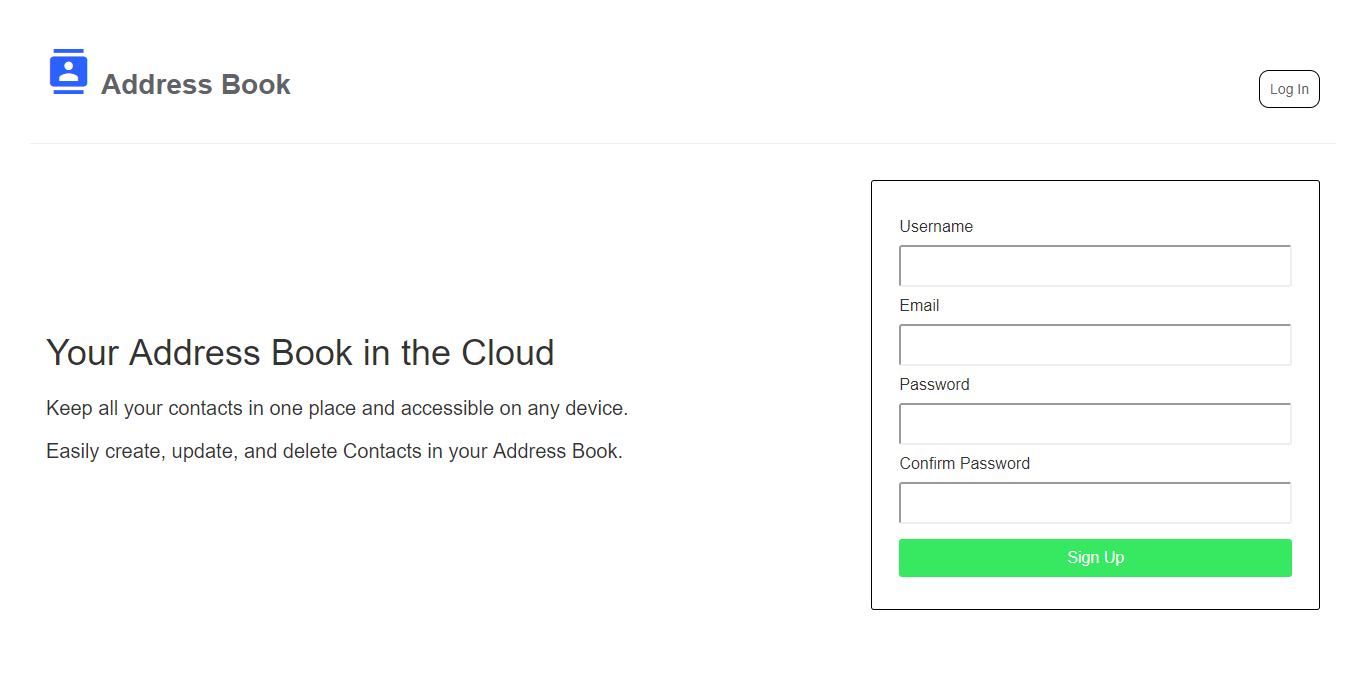 Address Book
Log In
Your Address Book in the Cloud
Keep all your contacts in one place and accessible on any device.
Easily create, update, and delete Contacts in your Address Book.
Username
Email
Password
Confirm Password
Sign Up